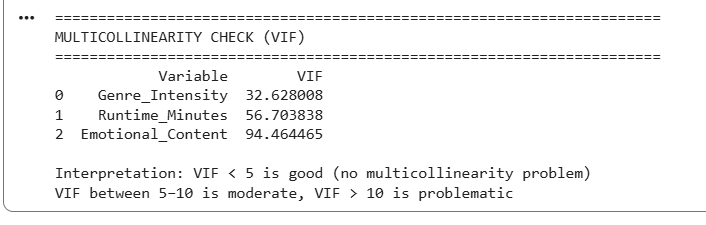 •••
===========================================================================
MULTICOLLINEARITY CHECK (VIF)
===========================================================================
Variable VIF
0 Genre_Intensity 32.628008
1 Runtime_Minutes 56.703838
2 Emotional_Content 94.464465
Interpretation: VIF < 5 is good (no multicollinearity problem)
VIF between 5-10 is moderate, VIF > 10 is problematic